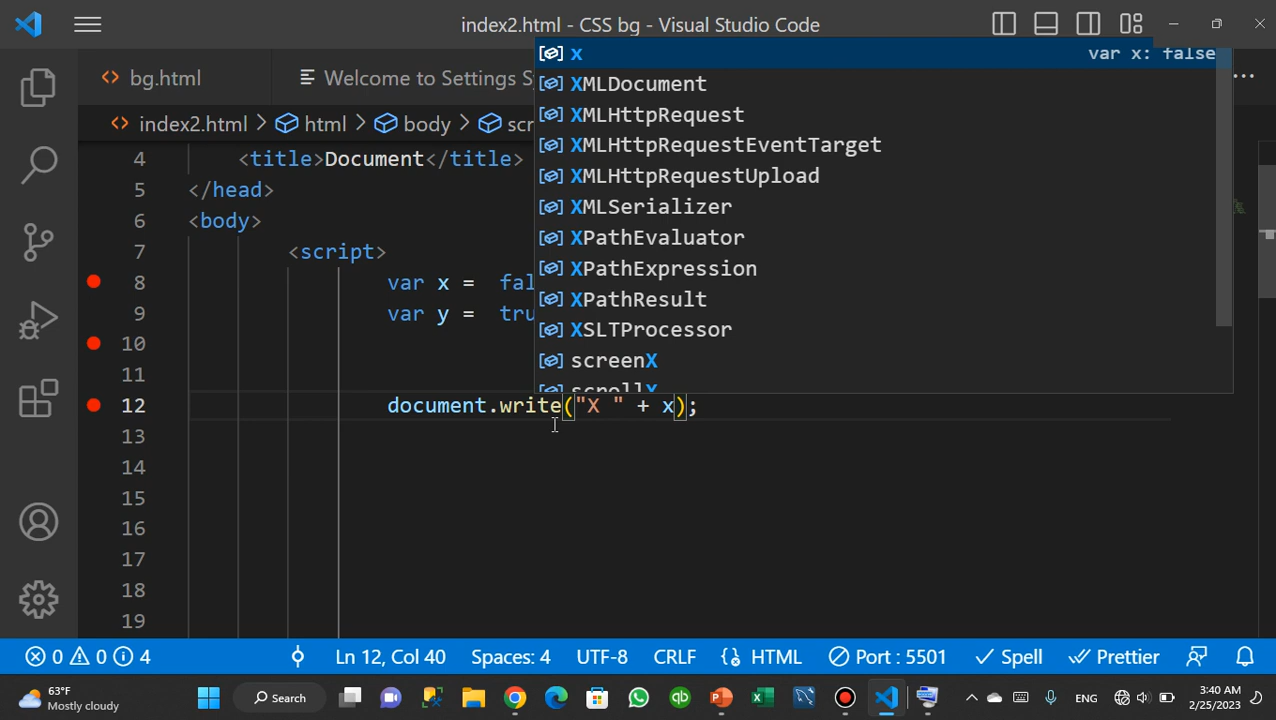 index2.html - CSS bg - Visual Studio Code
bg.html
Welcome to Settings S
index2.html > html > body > scr
x var x: false
XMLDocument
XMLHttpRequest
XMLHttpRequestEventTarget
XMLHttpRequestUpload
XMLSerializer
XPathEvaluator
XPathExpression
XPathResult
XSLTProcessor
screenX
scrollX
4 <title>Document</title>
5 </head>
6 <body>
7 <script>
8 var x = fal
9 var y = tru
10
11
12 document.write("X " + x);
13
14
15
16
17
18
19
0 0 4 Ln 12, Col 40 Spaces: 4 UTF-8 CRLF {} HTML Port : 5501 Spell Prettier
63°F
Mostly cloudy
Search
ENG
3:40 AM
2/25/2023